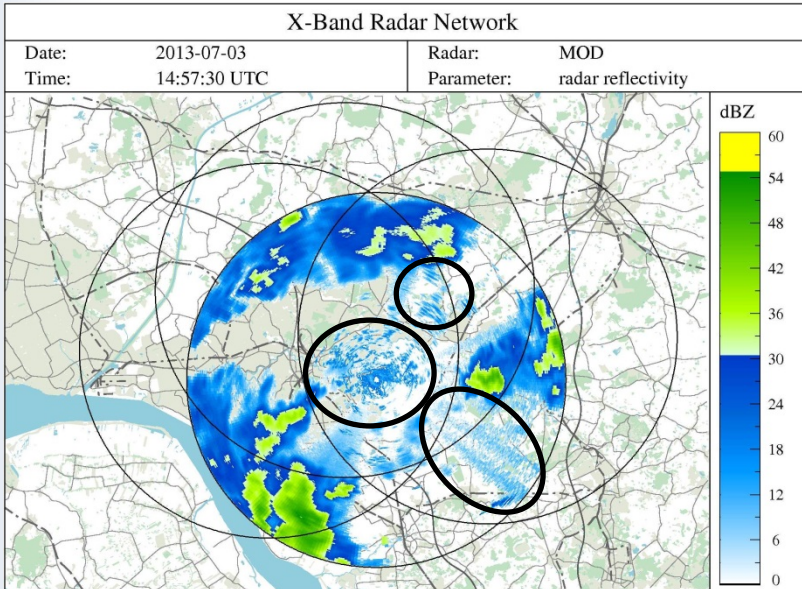 X-Band Radar Network
Date: 2013-07-03 Radar: MOD
Time: 14:57:30 UTC Parameter: radar reflectivity
dBZ
60
54
48
42
36
30
24
18
12
6
0